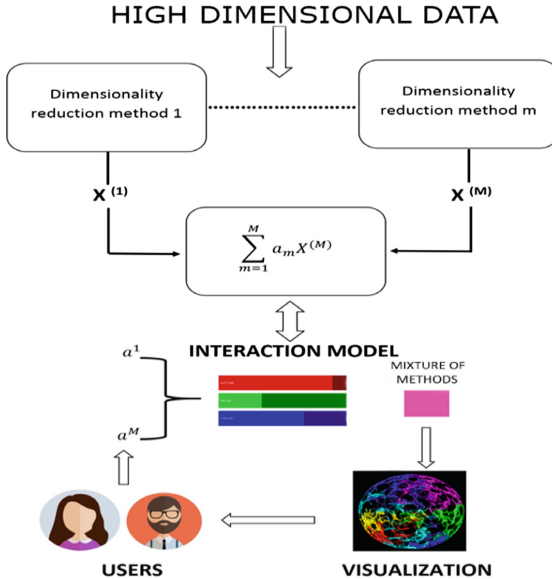 HIGH DIMENSIONAL DATA
Dimensionality
reduction method 1
Dimensionality
reduction method m
X (1)
X (M)
M
∑ aₘX⁽ᴹ⁾
m=1
INTERACTION MODEL
a¹
aᴹ
MIXTURE OF
METHODS
USERS
VISUALIZATION